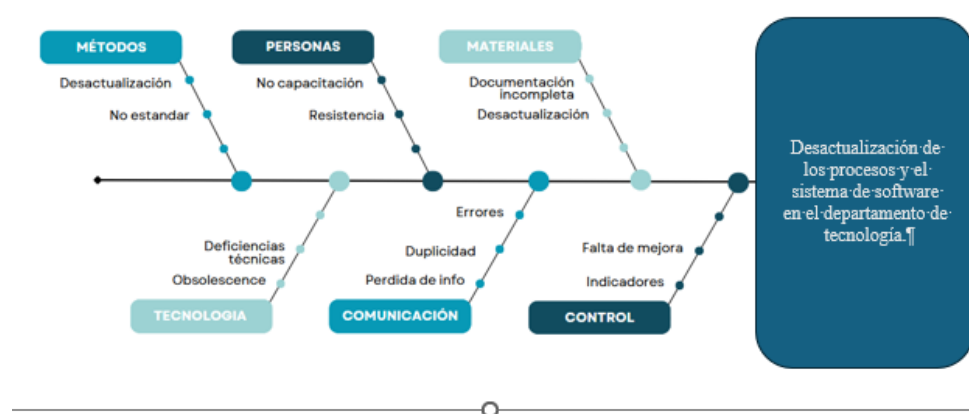 MÉTODOS
PERSONAS
MATERIALES
Desactualización
No estandar
No capacitación
Resistencia
Documentación
incompleta
Desactualización
Errores
Duplicidad
Perdida de info
Deficiencias
técnicas
Obsolescence
Falta de mejora
Indicadores
TECNOLOGIA
COMUNICACIÓN
CONTROL
Desactualización·de·
los·procesos·y·el·
sistema·de·software·
en·el·departamento·de·
tecnología.¶